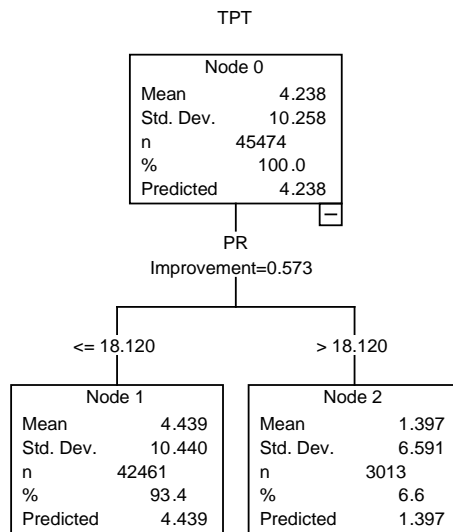 TPT
Node 0
Mean 4.238
Std. Dev. 10.258
n 45474
% 100.0
Predicted 4.238
PR
Improvement=0.573
<= 18.120
> 18.120
Node 1
Mean 4.439
Std. Dev. 10.440
n 42461
% 93.4
Predicted 4.439
Node 2
Mean 1.397
Std. Dev. 6.591
n 3013
% 6.6
Predicted 1.397